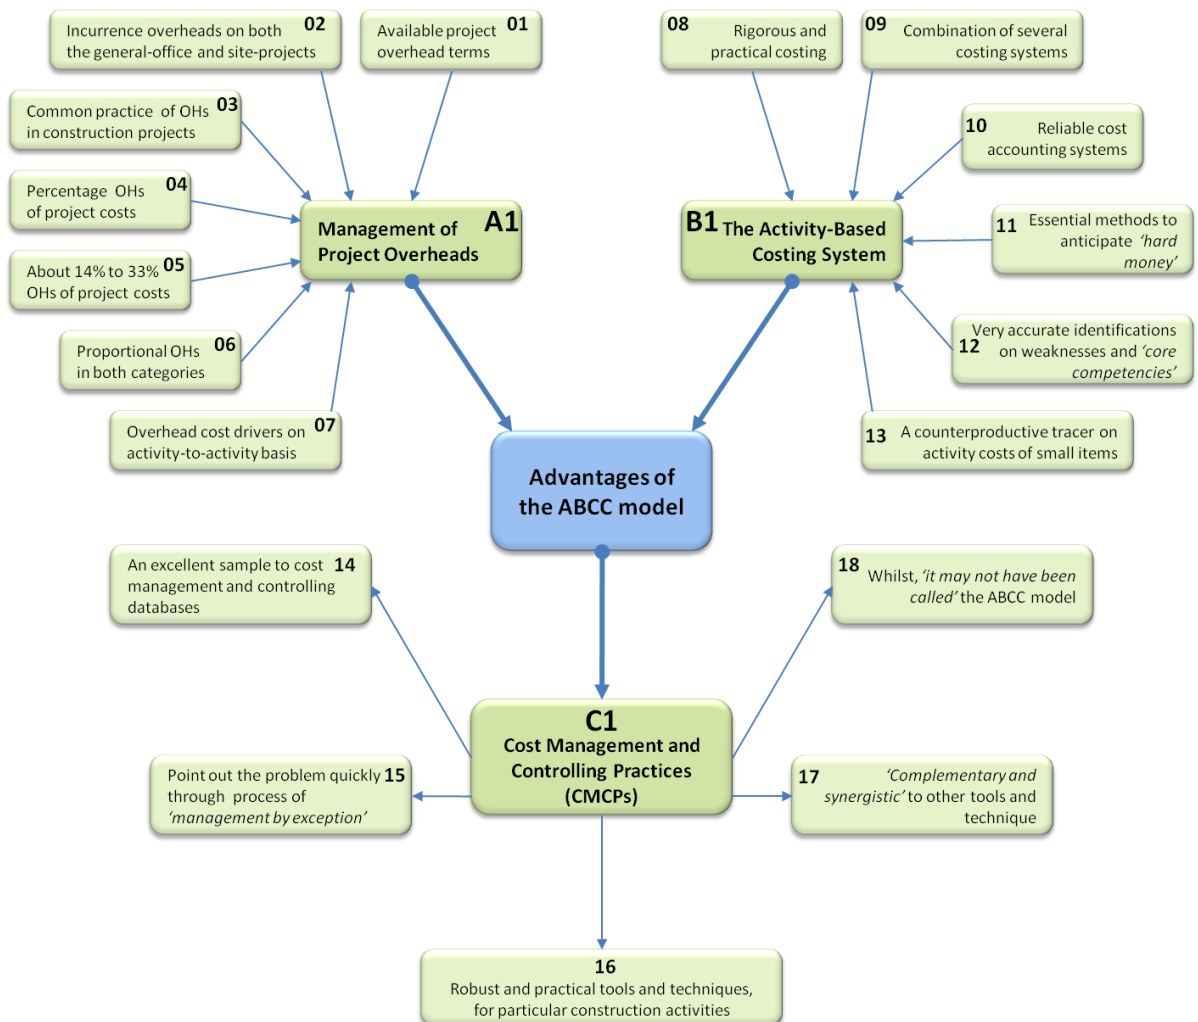 02
Incurrence overheads on both
the general-office and site-projects
01
Available project
overhead terms
08
Rigorous and
practical costing
09
Combination of several
costing systems
03
Common practice of OHs
in construction projects
10
Reliable cost
accounting systems
04
Percentage OHs
of project costs
A1
Management of
Project Overheads
B1
The Activity-Based
Costing System
11
Essential methods to
anticipate ‘hard
money’
05
About 14% to 33%
OHs of project costs
06
Proportional OHs
in both categories
12
Very accurate identifications
on weaknesses and ‘core
competencies’
07
Overhead cost drivers on
activity-to-activity basis
13
A counterproductive tracer on
activity costs of small items
Advantages of
the ABCC model
14
An excellent sample to cost
management and controlling
databases
18
Whilst, ‘it may not have been
called’ the ABCC model
C1
Cost Management and
Controlling Practices
(CMCPs)
15
Point out the problem quickly
through process of
‘management by exception’
17
‘Complementary and
synergistic’ to other tools and
technique
16
Robust and practical tools and techniques,
for particular construction activities